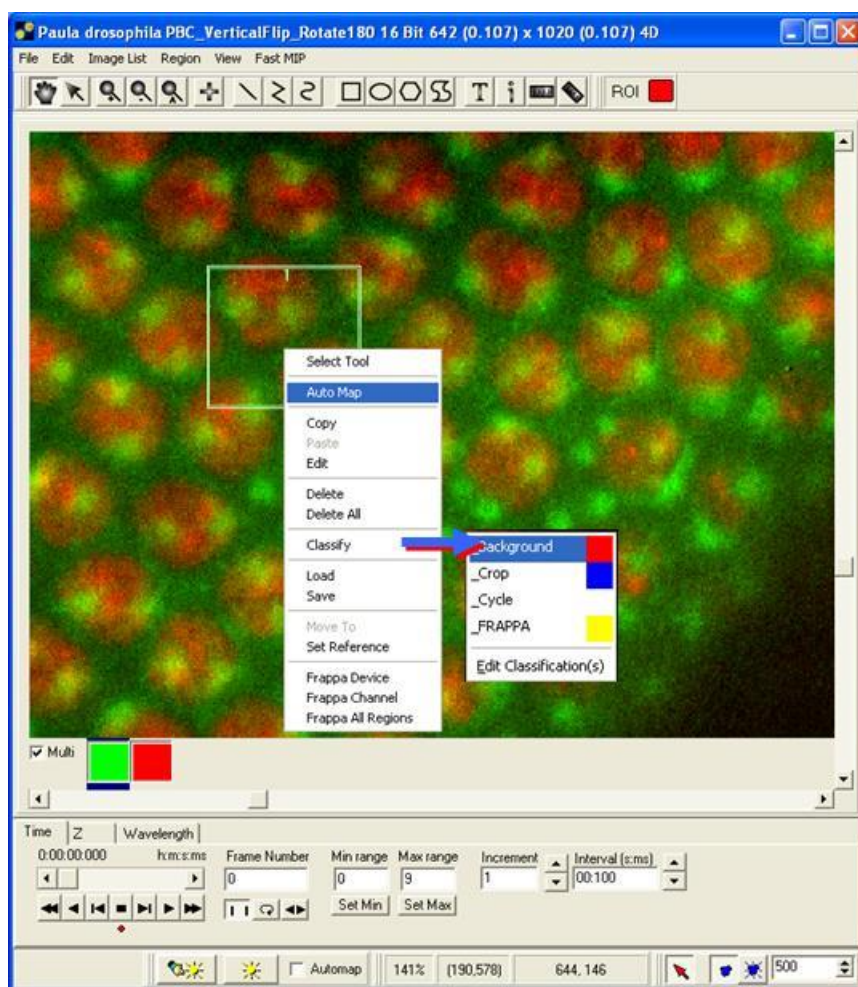 Paula drosophila PBC_VerticalFlip_Rotate180 16 Bit 642 (0.107) x 1020 (0.107) 4D
File Edit Image List Region View Fast MIP
T i ROI
Select Tool
Auto Map
Copy
Paste
Edit
Delete
Delete All
Classify
_Background
_Crop
Load
_Cycle
Save
_FRAPPA
Move To
Set Reference
Edit Classification(s)
Frappa Device
Frappa Channel
Frappa All Regions
Multi
Time Z Wavelength
0:00:00:000 h:m:s:ms Frame Number Min range Max range Increment Interval (s:ms)
0 0 9 1 00:100
Set Min Set Max
Automap 141% (190,578) 644, 146 500